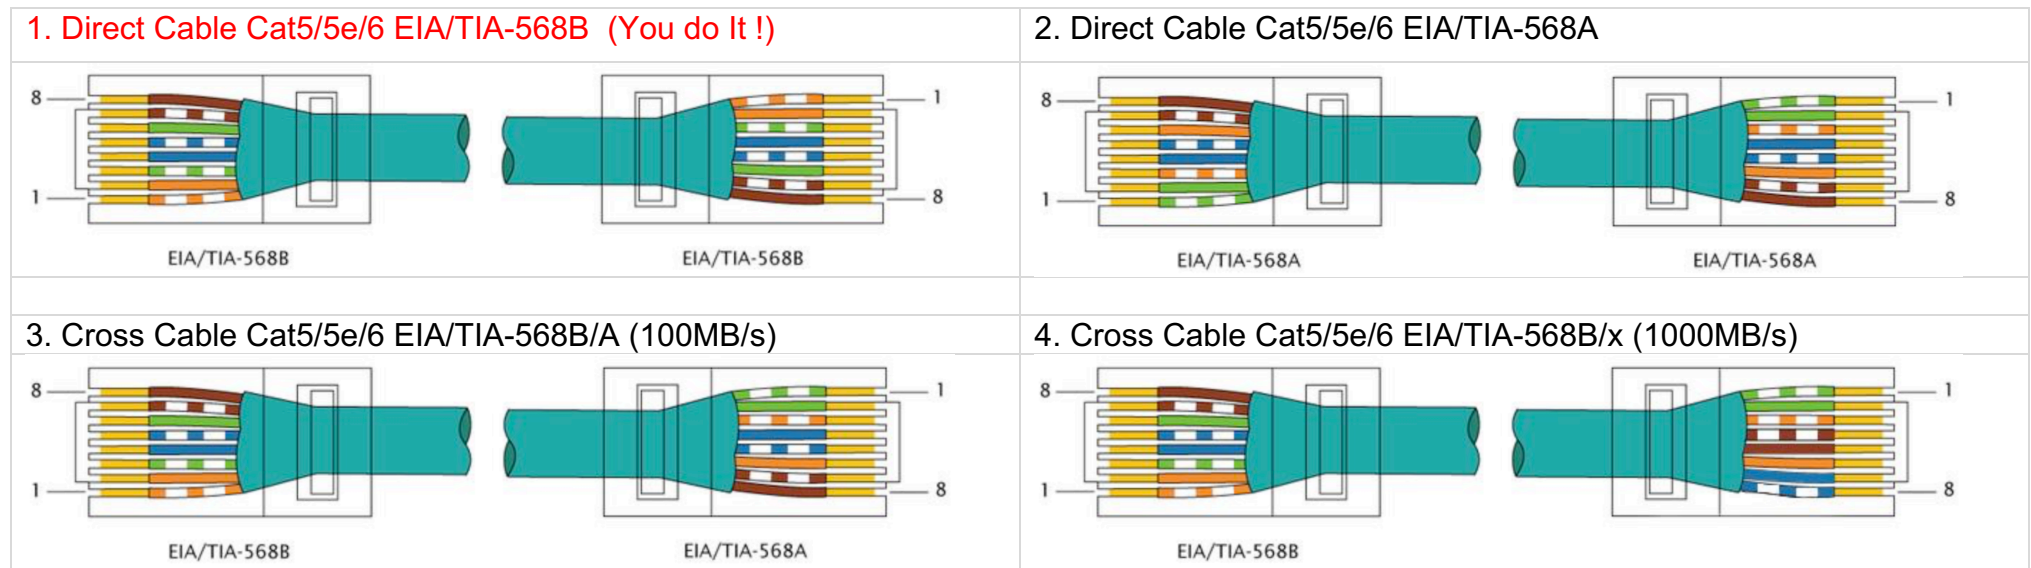 1. Direct Cable Cat5/5e/6 EIA/TIA-568B (You do It !)
2. Direct Cable Cat5/5e/6 EIA/TIA-568A
8
1
1
8
EIA/TIA-568B
EIA/TIA-568B
8
1
1
8
EIA/TIA-568A
EIA/TIA-568A
3. Cross Cable Cat5/5e/6 EIA/TIA-568B/A (100MB/s)
4. Cross Cable Cat5/5e/6 EIA/TIA-568B/x (1000MB/s)
8
1
1
8
EIA/TIA-568B
EIA/TIA-568A
8
1
1
8
EIA/TIA-568B